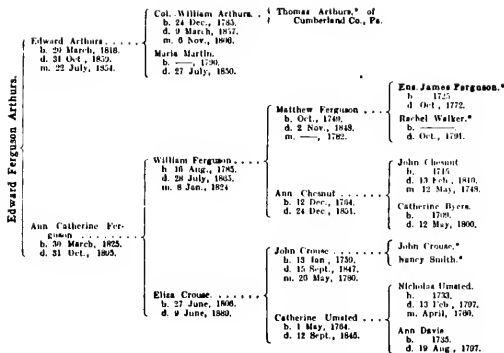 Edward Ferguson Arthurs.
Edward Arthurs
b. 29 March, 1816.
d. 31 Oct., 1859.
m. 22 July, 1854.
Ann Catherine Fer-
guson
b. 30 March, 1825.
d. 31 Oct., 1895.
Col. William Arthurs.
b. 24 Dec., 1785.
d. 9 March, 1857.
m. 6 Nov., 1806.
Maria Martin.
b. —, 1790.
d. 27 July, 1850.
William Ferguson
b. 16 Aug., 1785.
d. 28 July, 1865.
m. 8 Jan., 1824
Eliza Crouse.
b. 27 June, 1806.
d. 9 June, 1889.
Thomas Arthurs,* of
Cumberland Co., Pa.
Matthew Ferguson
b. Oct., 1749.
d. 2 Nov., 1848.
m. —, 1782.
Ann Chesnut
b. 12 Dec., 1764.
d. 24 Dec., 1851.
John Crouse
b. 13 Jan., 1759.
d. 15 Sept., 1847.
m. 20 May, 1780.
Catherine Umsted
b. 1 May, 1764.
d. 12 Sept., 1845.
Ens. James Ferguson.*
b. 1725
d. Oct., 1772.
Rachel Walker.*
b. ———
d. Oct., 1791.
John Chesnut
b.
d. 13 Feb., 1810.
m. 12 May, 1748.
Catherine Byers.
b. 1709.
d. 12 May, 1800.
John Crouse.*
Nancy Smith.*
Nicholas Umsted.
b. 1733.
d. 13 Feb., 1797.
m. April, 1760.
Ann Davis
b. 1735.
d. 19 Aug., 1797.